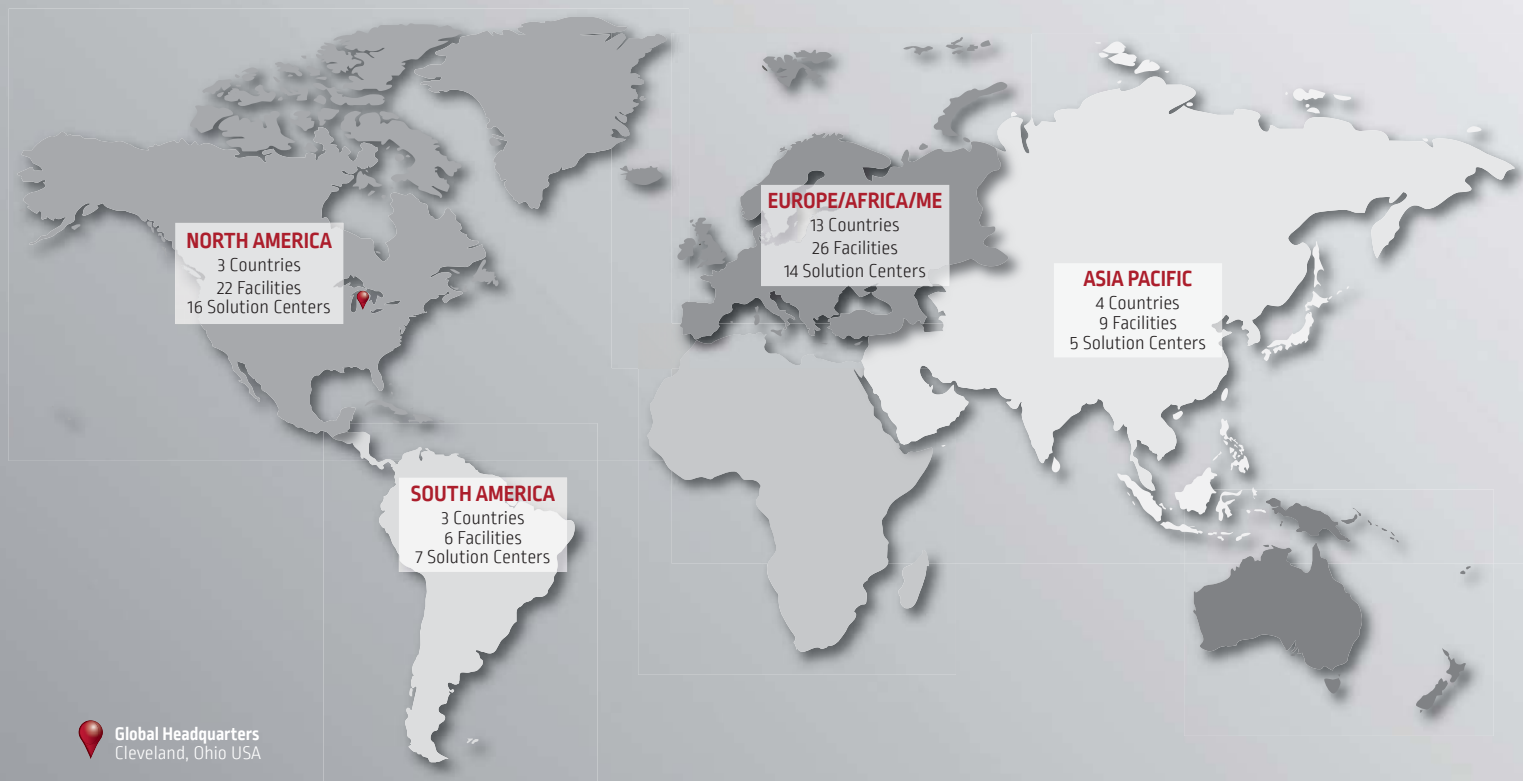 NORTH AMERICA
3 Countries
22 Facilities
16 Solution Centers
EUROPE/AFRICA/ME
13 Countries
26 Facilities
14 Solution Centers
ASIA PACIFIC
4 Countries
9 Facilities
5 Solution Centers
SOUTH AMERICA
3 Countries
6 Facilities
7 Solution Centers
Global Headquarters
Cleveland, Ohio USA